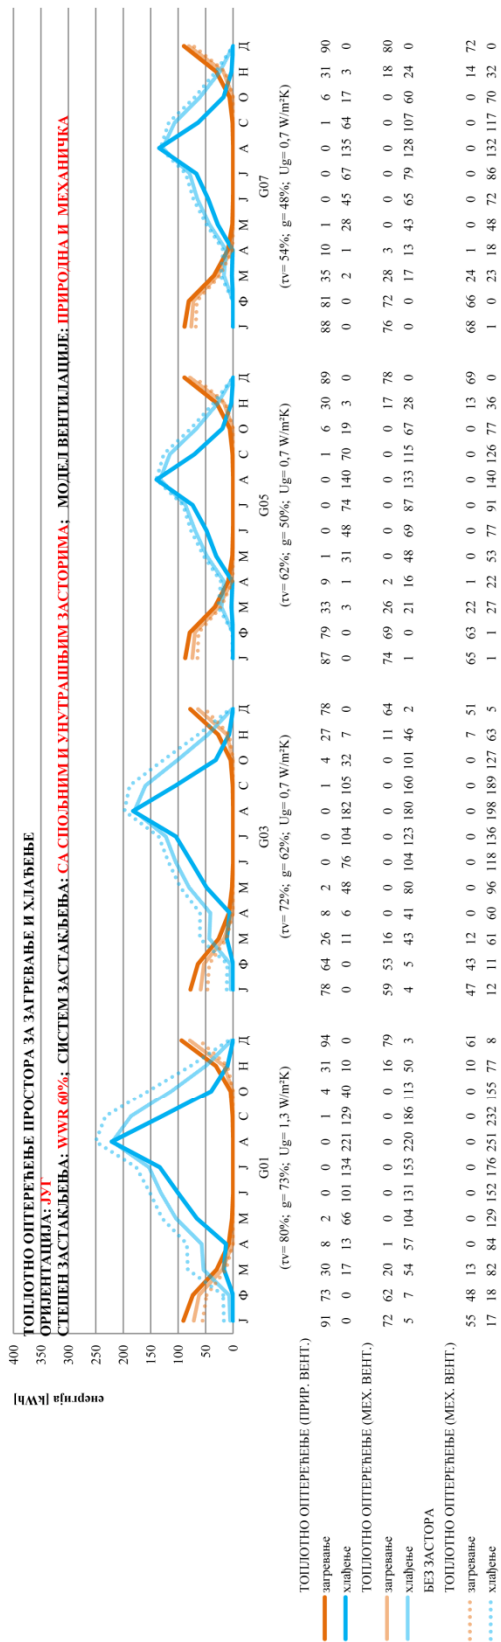 ТОПЛОТНО ОПТЕРЕЋЕЊЕ ПРОСТОРА ЗА ЗАГРЕВАЊЕ И ХЛАЂЕЊЕ
ОРИЈЕНТАЦИЈА: ЈУГ
СТЕПЕН ЗАСТАКЉЕЊА: WWR 60%; СИСТЕМ ЗАСТАКЉЕЊА: СА СПОЉНИМ И УНУТРАШЊИМ ЗАСТОРИМА; МОДЕЛ ВЕНТИЛАЦИЈЕ: ПРИРОДНА И МЕХАНИЧКА
енергија [kWh]
400
350
300
250
200
150
100
50
0
Ј Ф М А М Ј Ј А С О Н Д Ј Ф М А М Ј Ј А С О Н Д Ј Ф М А М Ј Ј А С О Н Д Ј Ф М А М Ј Ј А С О Н Д
G01 G03 G05 G07
(τv= 80%; g= 73%; Ug= 1,3 W/m²K) (τv= 72%; g= 62%; Ug= 0,7 W/m²K) (τv= 62%; g= 50%; Ug= 0,7 W/m²K) (τv= 54%; g= 48%; Ug= 0,7 W/m²K)
ТОПЛОТНО ОПТЕРЕЋЕЊЕ (ПРИР. ВЕНТ.)
загревање 91 73 30 8 2 0 0 0 1 4 31 94 78 64 26 8 2 0 0 0 1 4 27 78 87 79 33 9 1 0 0 0 1 6 30 89 88 81 35 10 1 0 0 0 1 6 31 90
хлађење 0 0 17 13 66 101 134 221 129 40 10 0 0 0 11 6 48 76 104 182 105 32 7 0 0 0 3 1 31 48 74 140 70 19 3 0 0 0 2 1 28 45 67 135 64 17 3 0
ТОПЛОТНО ОПТЕРЕЋЕЊЕ (МЕХ. ВЕНТ.)
загревање 72 62 20 1 0 0 0 0 0 0 16 79 59 53 16 0 0 0 0 0 0 0 11 64 74 69 26 2 0 0 0 0 0 0 17 78 76 72 28 3 0 0 0 0 0 0 18 80
хлађење 5 7 54 57 104 131 153 220 186 113 50 3 4 5 43 41 80 104 123 180 160 101 46 2 1 0 21 16 48 69 87 133 115 67 28 0 0 0 17 13 43 65 79 128 107 60 24 0
БЕЗ ЗАСТОРА
ТОПЛОТНО ОПТЕРЕЋЕЊЕ (МЕХ. ВЕНТ.)
загревање 55 48 13 0 0 0 0 0 0 0 10 61 47 43 12 0 0 0 0 0 0 0 7 51 65 63 22 1 0 0 0 0 0 0 13 69 68 66 24 1 0 0 0 0 0 0 14 72
хлађење 17 18 82 84 129 152 176 251 232 155 77 8 12 11 61 60 96 118 136 198 189 127 63 5 1 1 27 22 53 77 91 140 126 77 36 0 1 0 23 18 48 72 86 132 117 70 32 0